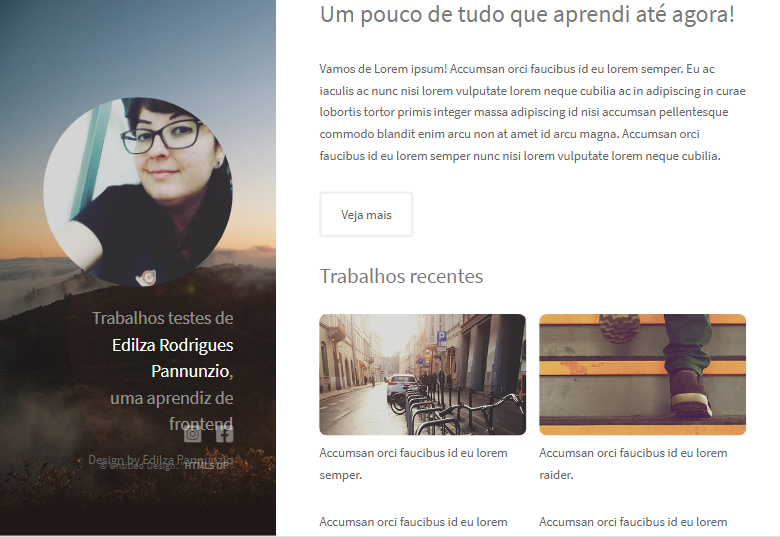 Um pouco de tudo que aprendi até agora!
Vamos de Lorem ipsum! Accumsan orci faucibus id eu lorem semper. Eu ac
iaculis ac nunc nisi lorem vulputate lorem neque cubilia ac in adipiscing in curae
lobortis tortor primis integer massa adipiscing id nisi accumsan pellentesque
commodo blandit enim arcu non at amet id arcu magna. Accumsan orci
faucibus id eu lorem semper nunc nisi lorem vulputate lorem neque cubilia.
Veja mais
Trabalhos recentes
Accumsan orci faucibus id eu lorem
semper.
Accumsan orci faucibus id eu lorem
raider.
Accumsan orci faucibus id eu lorem
Accumsan orci faucibus id eu lorem
Trabalhos testes de
Edilza Rodrigues
Pannunzio,
uma aprendiz de
frontend
Design by Edilza Pannunzio
© Untitled Design. HTML5 UP
P